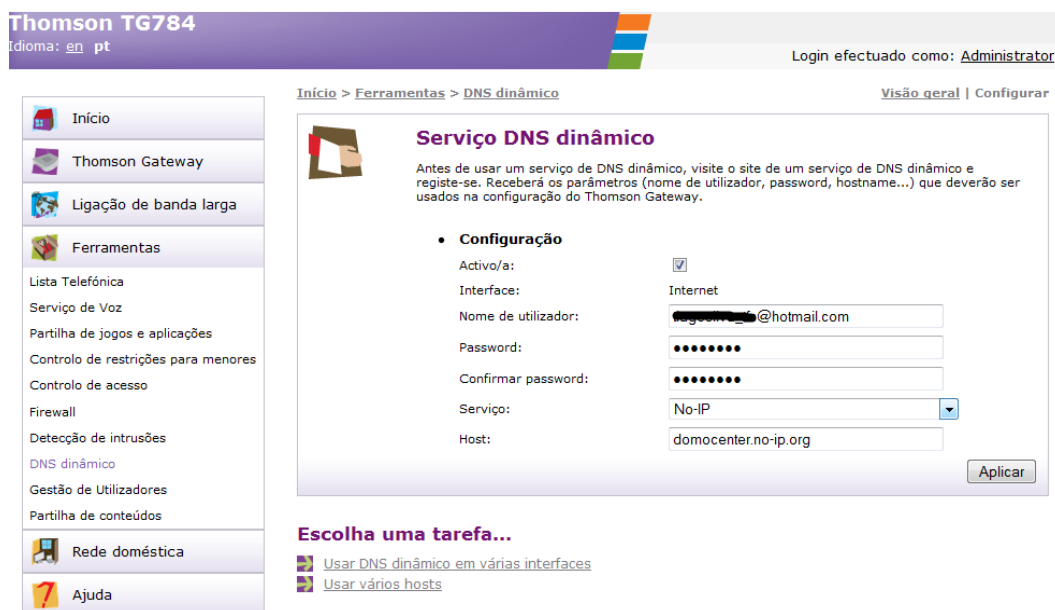 Thomson TG784
Idioma: en pt
Login efectuado como: Administrator
Início > Ferramentas > DNS dinâmico
Visão geral | Configurar
Início
Thomson Gateway
Ligação de banda larga
Ferramentas
Lista Telefónica
Serviço de Voz
Partilha de jogos e aplicações
Controlo de restrições para menores
Controlo de acesso
Firewall
Detecção de intrusões
DNS dinâmico
Gestão de Utilizadores
Partilha de conteúdos
Rede doméstica
Ajuda
Serviço DNS dinâmico
Antes de usar um serviço de DNS dinâmico, visite o site de um serviço de DNS dinâmico e
registe-se. Receberá os parâmetros (nome de utilizador, password, hostname...) que deverão ser
usados na configuração do Thomson Gateway.
• Configuração
Activo/a:
Interface: Internet
Nome de utilizador: @hotmail.com
Password: ••••••••
Confirmar password: ••••••••
Serviço: No-IP
Host: domocenter.no-ip.org
Aplicar
Escolha uma tarefa...
Usar DNS dinâmico em várias interfaces
Usar vários hosts